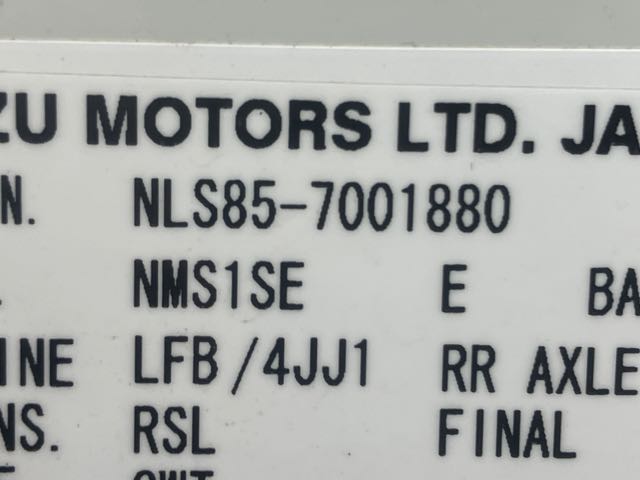 ZU MOTORS LTD. JA
N. NLS85-7001880
NMS1SE E BA
INE LFB/4JJ1 RR AXLE
NS. RSL FINAL